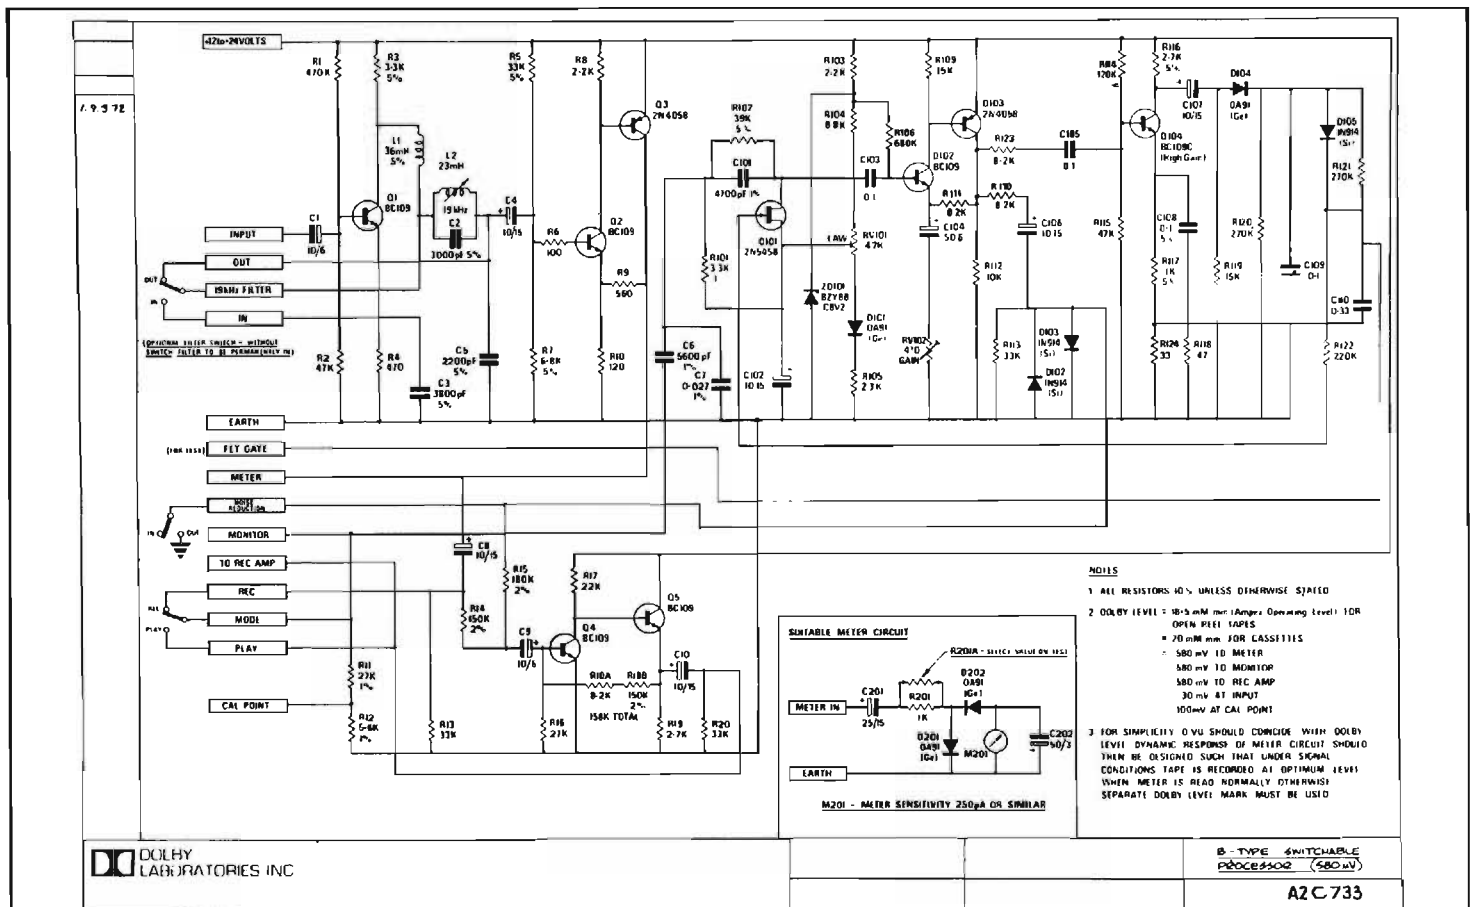 +12to+24VOLTS
1.9.3.72
R1
470K
R3
3·3K
5%
L1
36mH
5%
L2
23mH
19kHz
C2
3000pF 5%
Q1
BC109
C1
10/6
C4
10/15
R5
33K
5%
R8
2·2K
Q3
2N4058
Q2
BC109
R6
100
R9
560
INPUT
OUT
19kHz FILTER
IN
OUT
IN
(OPTIONAL FILTER SWITCH - WITHOUT
SWITCH FILTER TO BE PERMANENTLY IN)
R2
47K
R4
470
C3
3800pF
5%
C5
2200pF
5%
R7
6·8K
5%
R10
120
R107
39K
5%
C101
4700pF 1%
R101
3.3K
Q101
2N5458
C6
5600pF
1%
C7
0·027
1%
C102
10 15
ZD101
BZY88
C8V2
R103
2·2K
R104
8.8K
R106
680K
C103
0·1
LAW
RV101
47K
D101
OA91
(Ge)
R105
2 3K
R109
15K
Q102
BC109
R111
8.2K
C104
50 6
RV102
470
GAIN
Q103
2N4058
R123
8·2K
R110
8.2K
C105
0·1
C106
10 15
R112
10K
R113
33K
D103
IN914
(Si)
D102
IN914
(Si)
R114
120K
R116
2·7K
5%
C107
10/15
D104
OA91
(Ge)
Q104
BC109C
(High Gain)
R115
47K
C108
0·1
5%
R117
1K
5%
R124
33
R118
47
R119
15K
R120
270K
C109
0·1
D105
IN914
(Si)
R121
270K
C110
0·33
R122
220K
EARTH
(FOR TEST)
FET GATE
METER
NOISE
REDUCTION
IN
OUT
MONITOR
TO REC AMP
REC
REC
MODE
PLAY
PLAY
CAL POINT
C8
10/15
R15
180K
2%
R14
150K
2%
C9
10/6
R17
22K
Q4
BC109
Q5
BC109
R18A
8·2K
R18B
150K
2%
158K TOTAL
C10
10/15
R11
27K
1%
R12
5·6K
1%
R13
33K
R16
27K
R19
2·7K
R20
33K
SUITABLE METER CIRCUIT
R201A - SELECT VALUE ON TEST
METER IN
C201
25/15
R201
1K
D202
OA91
(Ge)
D201
OA91
(Ge)
M201
C202
50/3
EARTH
M201 - METER SENSITIVITY 250μA OR SIMILAR
NOTES
1 ALL RESISTORS 10% UNLESS OTHERWISE STATED
2 DOLBY LEVEL = 18·5 mM mm (Ampex Operating Level) FOR
OPEN REEL TAPES
= 20 mM mm FOR CASSETTES
= 580 mV TO METER
580 mV TO MONITOR
580 mV TO REC AMP
30 mV AT INPUT
100mV AT CAL POINT
3 FOR SIMPLICITY 0 VU SHOULD COINCIDE WITH DOLBY
LEVEL DYNAMIC RESPONSE OF METER CIRCUIT SHOULD
THEN BE DESIGNED SUCH THAT UNDER SIGNAL
CONDITIONS TAPE IS RECORDED AT OPTIMUM LEVEL
WHEN METER IS READ NORMALLY OTHERWISE
SEPARATE DOLBY LEVEL MARK MUST BE USED
DOLBY
LABORATORIES INC
B - TYPE SWITCHABLE
PROCESSOR (580mV)
A2C733